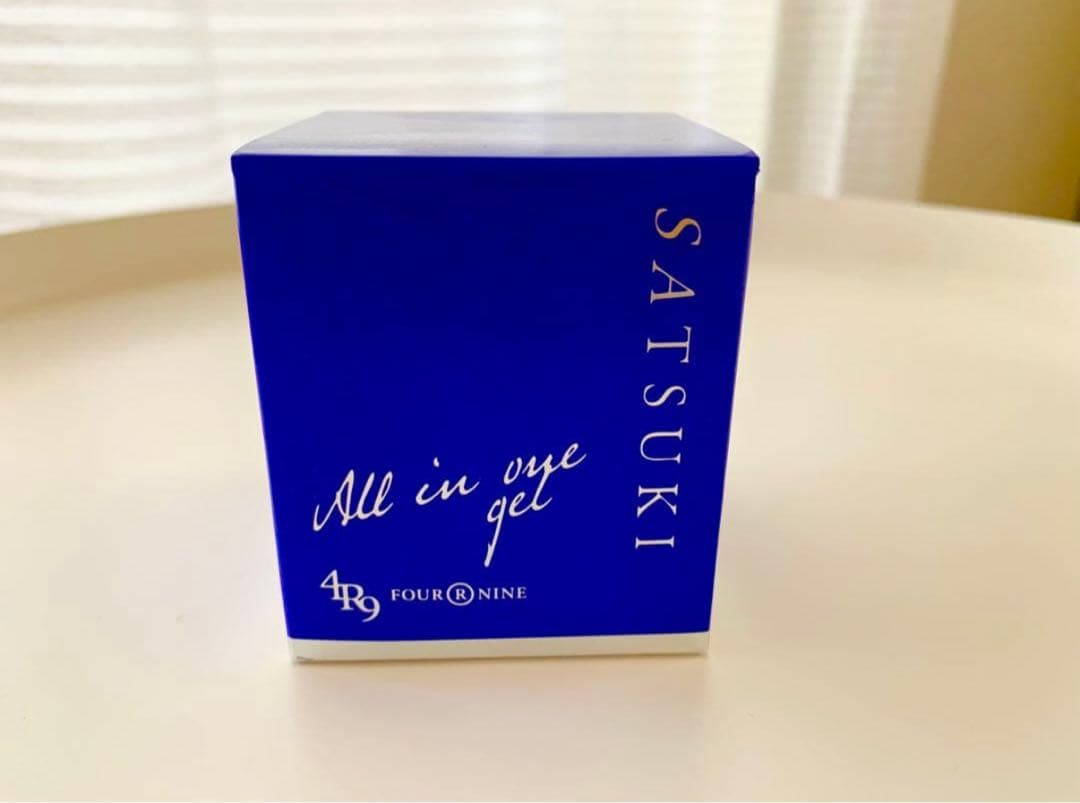 SATSUKI
All in one
gel
4R9 FOUR®NINE